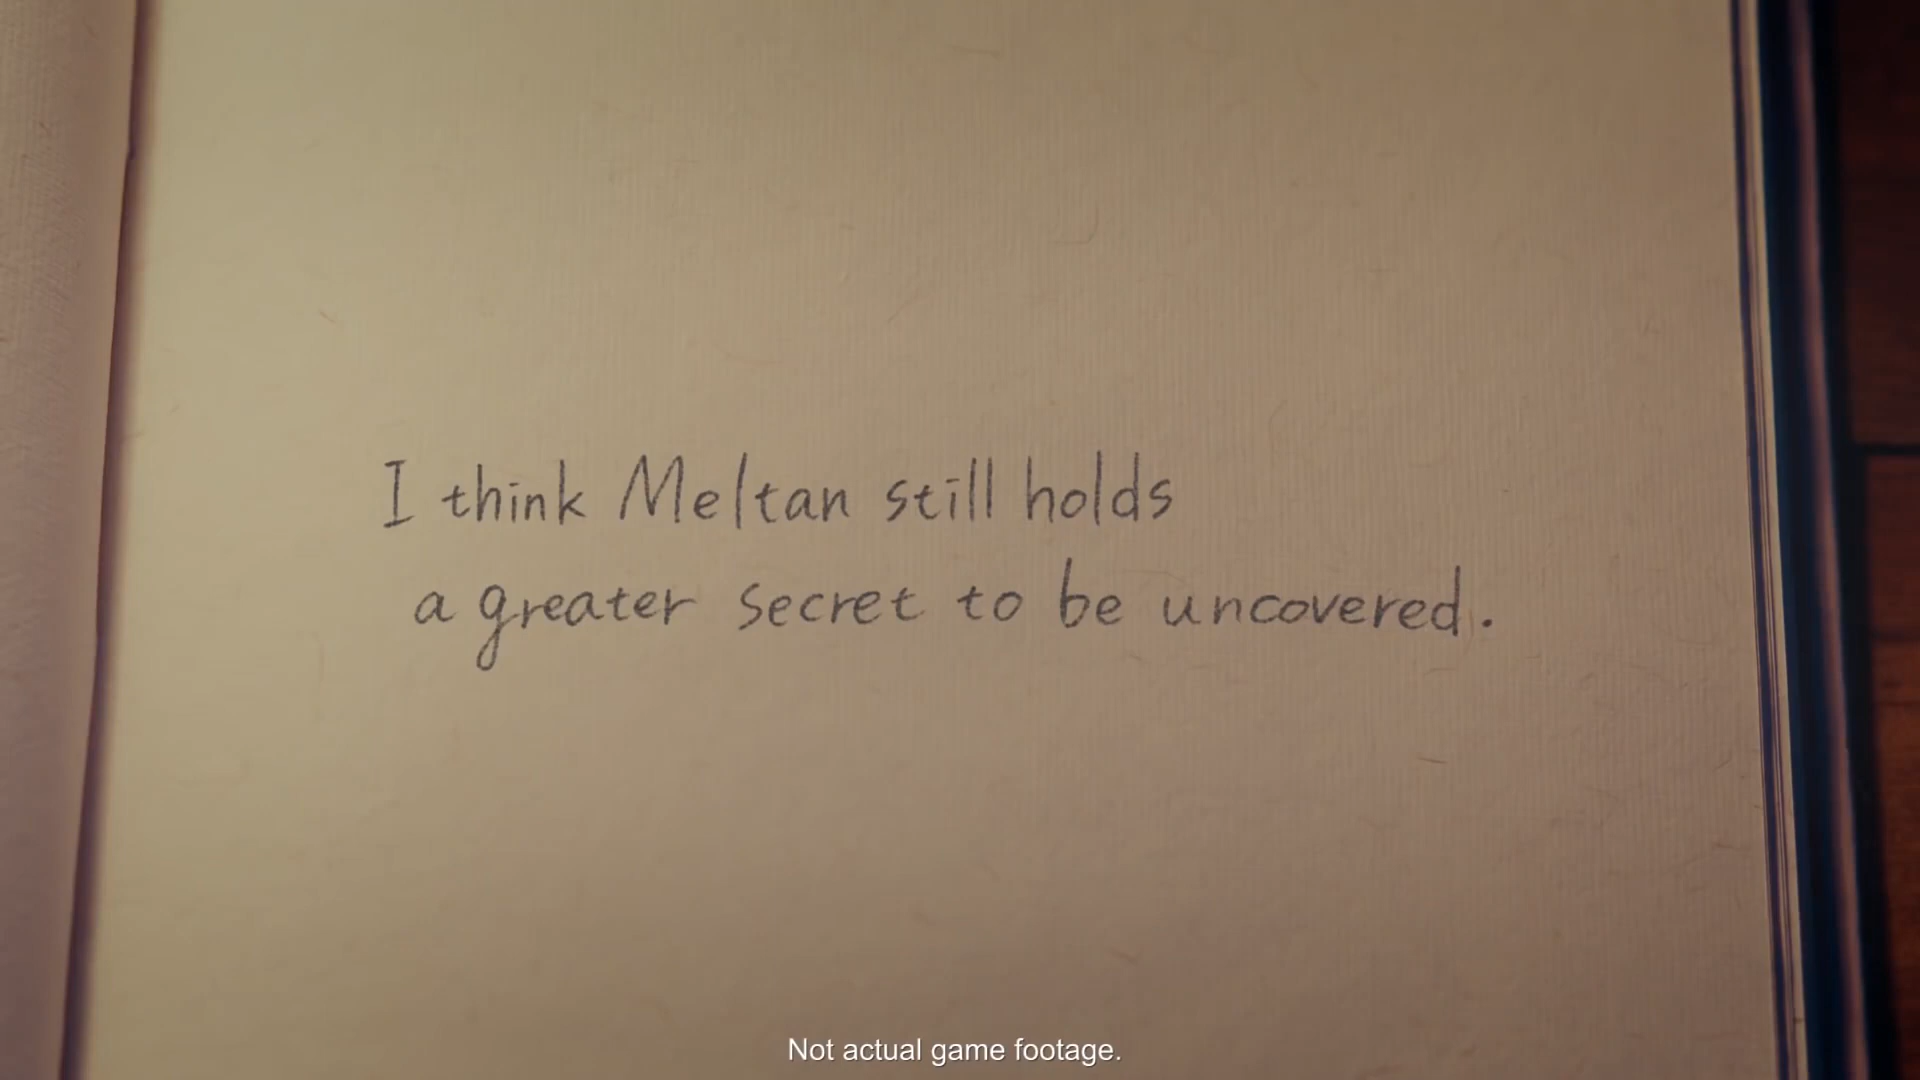 I think Meltan still holds
a greater secret to be uncovered.
Not actual game footage.